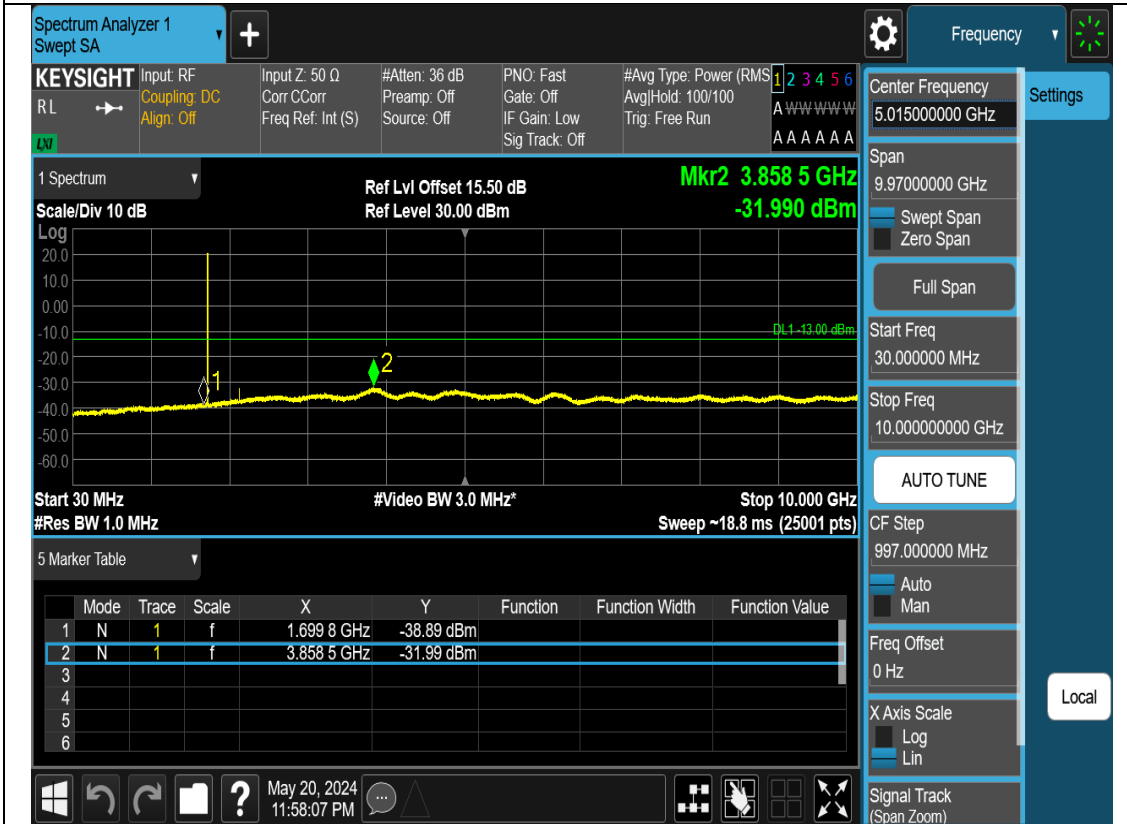 Spectrum Analyzer 1
Swept SA
Frequency
KEYSIGHT
RL
LXI
Input: RF
Coupling: DC
Align: Off
Input Z: 50 Ω
Corr CCorr
Freq Ref: Int (S)
#Atten: 36 dB
Preamp: Off
Source: Off
PNO: Fast
Gate: Off
IF Gain: Low
Sig Track: Off
#Avg Type: Power (RMS
Avg|Hold: 100/100
Trig: Free Run
1 2 3 4 5 6
A W W W W W
A A A A A A
1 Spectrum
Scale/Div 10 dB
Ref Lvl Offset 15.50 dB
Ref Level 30.00 dBm
Mkr2 3.858 5 GHz
-31.990 dBm
Log
20.0
10.0
0.00
-10.0
-20.0
-30.0
-40.0
-50.0
-60.0
DL1 -13.00 dBm
1
2
Start 30 MHz
#Video BW 3.0 MHz*
Stop 10.000 GHz
#Res BW 1.0 MHz
Sweep ~18.8 ms (25001 pts)
5 Marker Table
Mode Trace Scale X Y Function Function Width Function Value
1 N 1 f 1.699 8 GHz -38.89 dBm
2 N 1 f 3.858 5 GHz -31.99 dBm
3
4
5
6
?
May 20, 2024
11:58:07 PM
Center Frequency
5.015000000 GHz
Settings
Span
9.97000000 GHz
Swept Span
Zero Span
Full Span
Start Freq
30.000000 MHz
Stop Freq
10.000000000 GHz
AUTO TUNE
CF Step
997.000000 MHz
Auto
Man
Freq Offset
0 Hz
Local
X Axis Scale
Log
Lin
Signal Track
(Span Zoom)